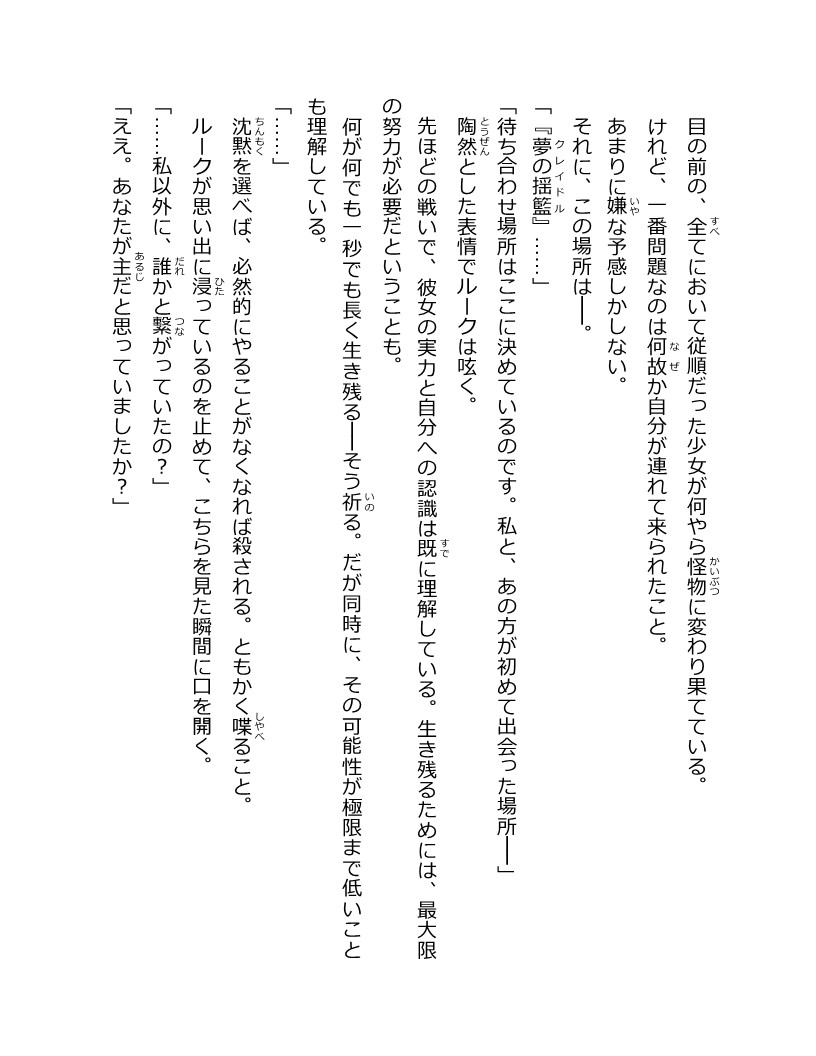 目の前の、全てにおいて従順だった少女が何やら怪物に変わり果てている。
けれど、一番問題なのは何故か自分が連れて来られたこと。
あまりに嫌な予感しかしない。
それに、この場所は――。
「『夢の揺籃』……」
「待ち合わせ場所はここに決めているのです。私と、あの方が初めて出会った場所――」
陶然とした表情でルークは呟く。
先ほどの戦いで、彼女の実力と自分への認識は既に理解している。生き残るためには、最大限
の努力が必要だということも。
何が何でも一秒でも長く生き残る――そう祈る。だが同時に、その可能性が極限まで低いこと
も理解している。
「……」
沈黙を選べば、必然的にやることがなくなれば殺される。ともかく喋ること。
ルークが思い出に浸っているのを止めて、こちらを見た瞬間に口を開く。
「……私以外に、誰かと繋がっていたの？」
「ええ。あなたが主だと思っていましたか？」